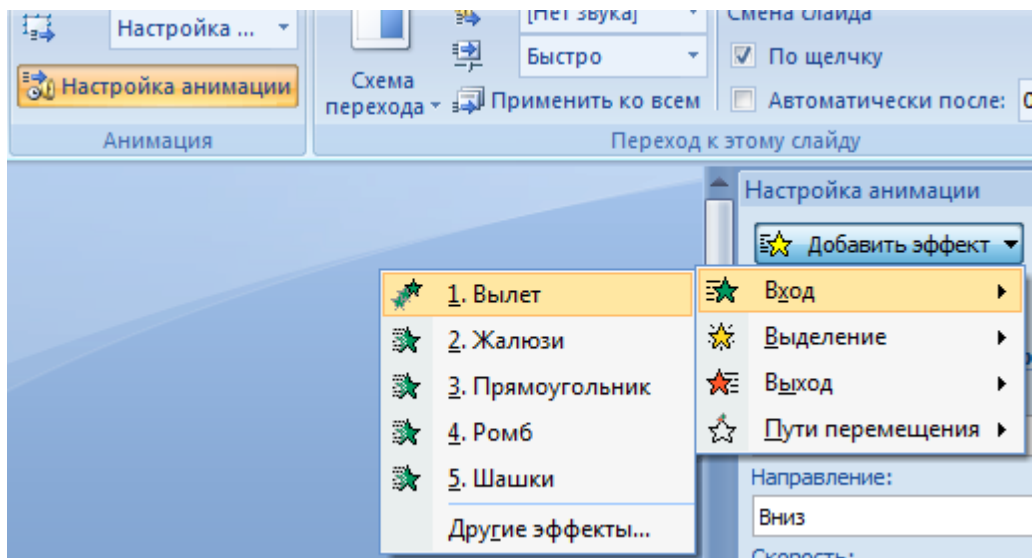 Настройка ...
Настройка анимации
Анимация
Схема перехода
[Нет звука]
Быстро
Применить ко всем
Смена слайда
По щелчку
Автоматически после:
Переход к этому слайду
Настройка анимации
Добавить эффект
Вход
Выделение
Выход
Пути перемещения
1. Вылет
2. Жалюзи
3. Прямоугольник
4. Ромб
5. Шашки
Другие эффекты...
Направление:
Вниз
Скорость: